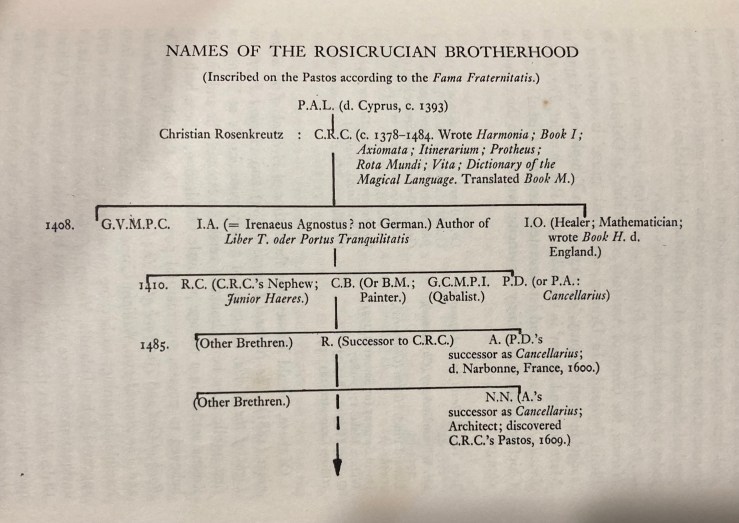 NAMES OF THE ROSICRUCIAN BROTHERHOOD
(Inscribed on the Pastos according to the Fama Fraternitatis.)
P.A.L. (d. Cyprus, c. 1393)
Christian Rosenkreutz : C.R.C. (c. 1378–1484. Wrote Harmonia; Book I;
Axiomata; Itinerarium; Protheus;
Rota Mundi; Vita; Dictionary of the
Magical Language. Translated Book M.)
1408. G.V.M.P.C. I.A. (= Irenaeus Agnostus? not German.) Author of I.O. (Healer; Mathematician;
Liber T. oder Portus Tranquilitatis wrote Book H. d.
England.)
1410. R.C. (C.R.C.'s Nephew; C.B. (Or B.M.; G.C.M.P.I. P.D. (or P.A.:
Junior Haeres.) Painter.) (Qabalist.) Cancellarius)
1485. (Other Brethren.) R. (Successor to C.R.C.) A. (P.D.'s
successor as Cancellarius;
d. Narbonne, France, 1600.)
(Other Brethren.) N.N. (A.'s
successor as Cancellarius;
Architect; discovered
C.R.C.'s Pastos, 1609.)